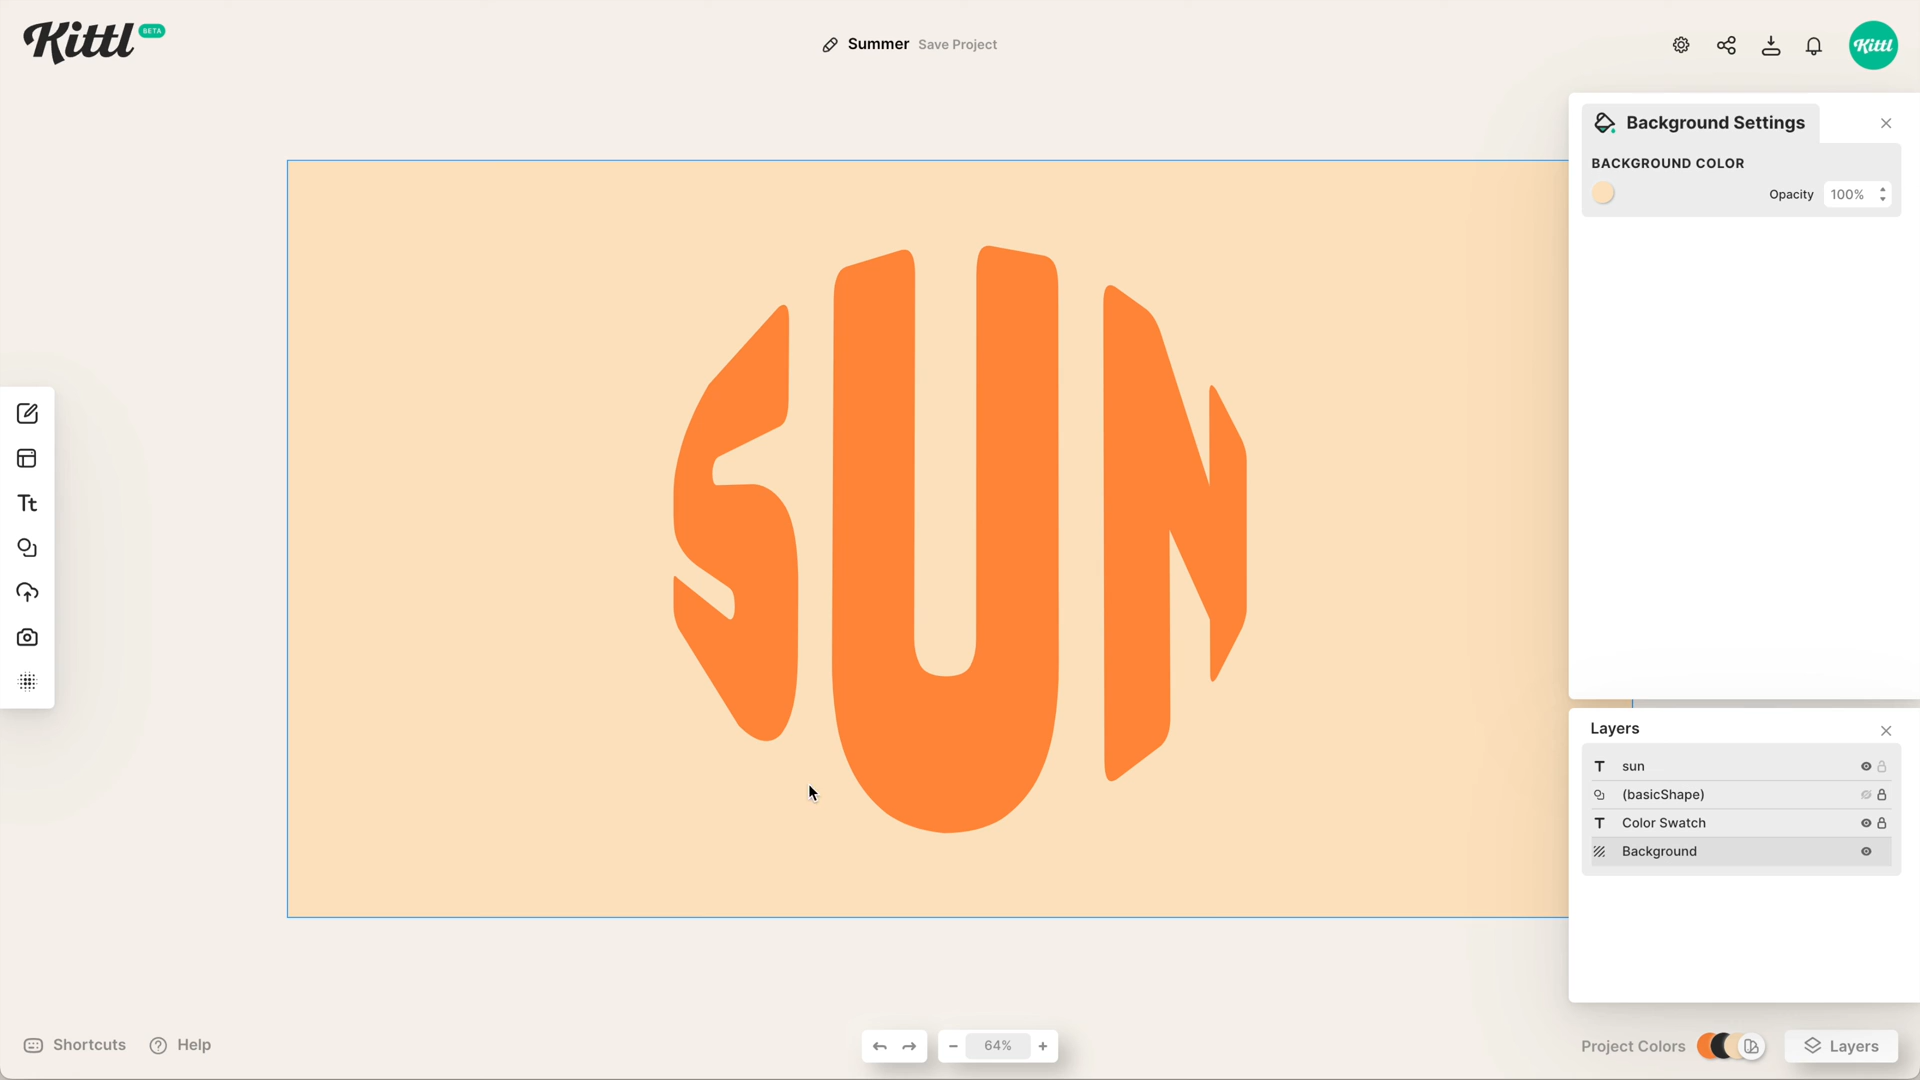 Kittl BETA
Summer Save Project
Kittl
Background Settings
BACKGROUND COLOR
Opacity 100%
SUN
Tt
Layers
T sun
(basicShape)
T Color Swatch
Background
Shortcuts Help
64%
Project Colors
Layers